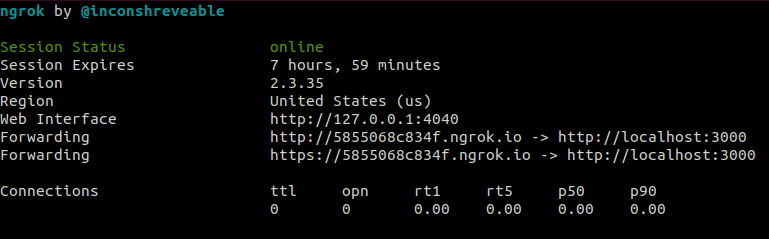 ngrok by @inconshreveable
Session Status online
Session Expires 7 hours, 59 minutes
Version 2.3.35
Region United States (us)
Web Interface http://127.0.0.1:4040
Forwarding http://5855068c834f.ngrok.io -> http://localhost:3000
Forwarding https://5855068c834f.ngrok.io -> http://localhost:3000
Connections ttl opn rt1 rt5 p50 p90
0 0 0.00 0.00 0.00 0.00